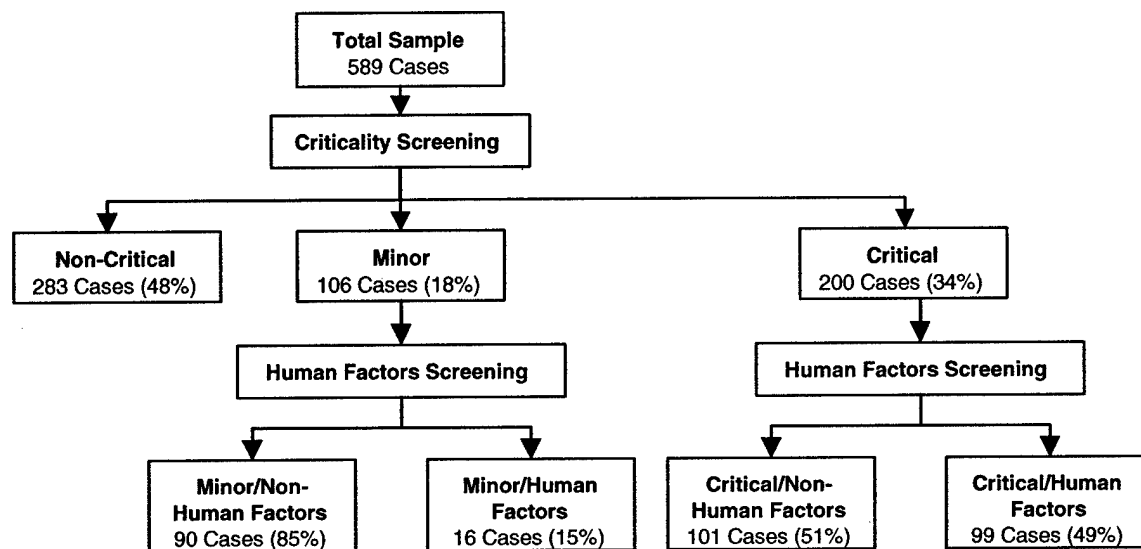 Total Sample
589 Cases
Criticality Screening
Non-Critical
283 Cases (48%)
Minor
106 Cases (18%)
Critical
200 Cases (34%)
Human Factors Screening
Human Factors Screening
Minor/Non-
Human Factors
90 Cases (85%)
Minor/Human
Factors
16 Cases (15%)
Critical/Non-
Human Factors
101 Cases (51%)
Critical/Human
Factors
99 Cases (49%)